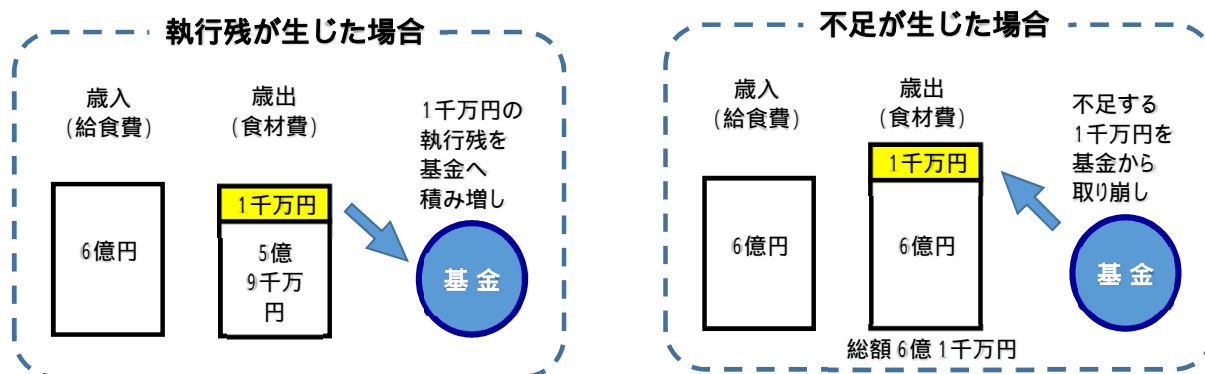 執行残が生じた場合
歳入
(給食費)
歳出
(食材費)
1千万円の
執行残を
基金へ
積み増し
6億円
1千万円
5億
9千万
円
基 金
不足が生じた場合
歳入
(給食費)
歳出
(食材費)
不足する
1千万円を
基金から
取り崩し
6億円
1千万円
6億円
基 金
総額 6億 1千万円